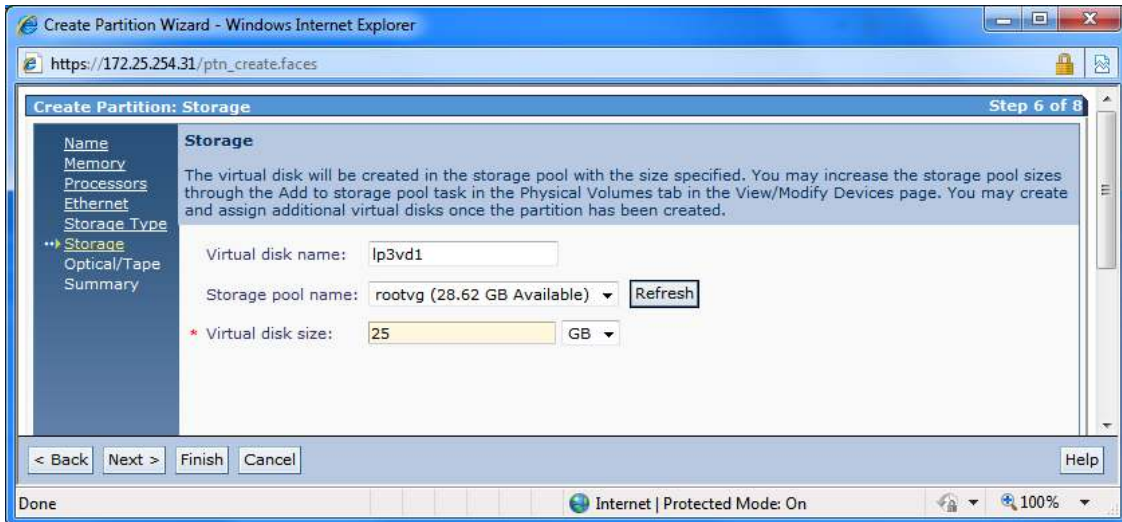 Create Partition Wizard - Windows Internet Explorer
https://172.25.254.31/ptn_create.faces
Create Partition: Storage
Step 6 of 8
Name
Memory
Processors
Ethernet
Storage Type
Storage
Optical/Tape
Summary
Storage
The virtual disk will be created in the storage pool with the size specified. You may increase the storage pool sizes
through the Add to storage pool task in the Physical Volumes tab in the View/Modify Devices page. You may create
and assign additional virtual disks once the partition has been created.
Virtual disk name: lp3vd1
Storage pool name: rootvg (28.62 GB Available) Refresh
* Virtual disk size: 25 GB
< Back Next > Finish Cancel Help
Done Internet | Protected Mode: On 100%